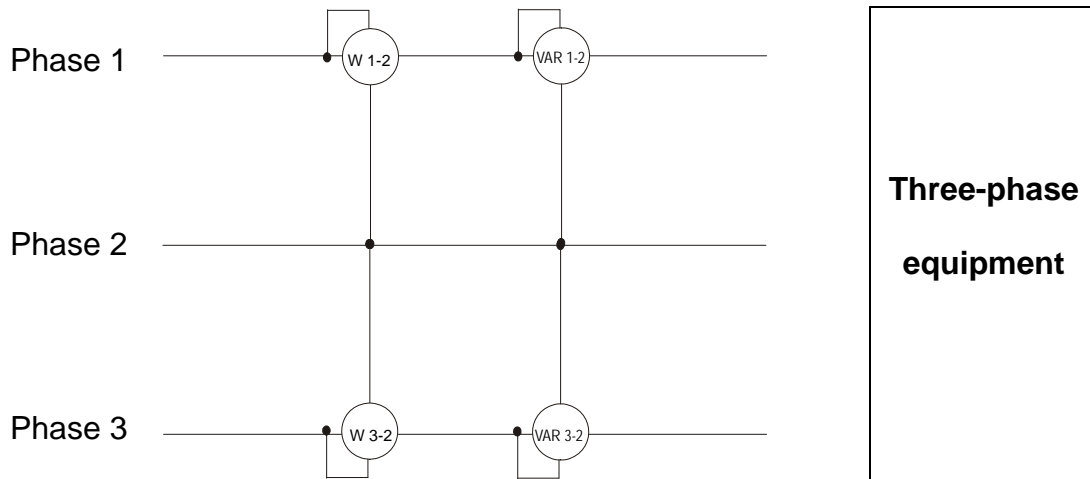 Phase 1
W 1-2
VAR 1-2
Three-phase
equipment
Phase 2
Phase 3
W 3-2
VAR 3-2